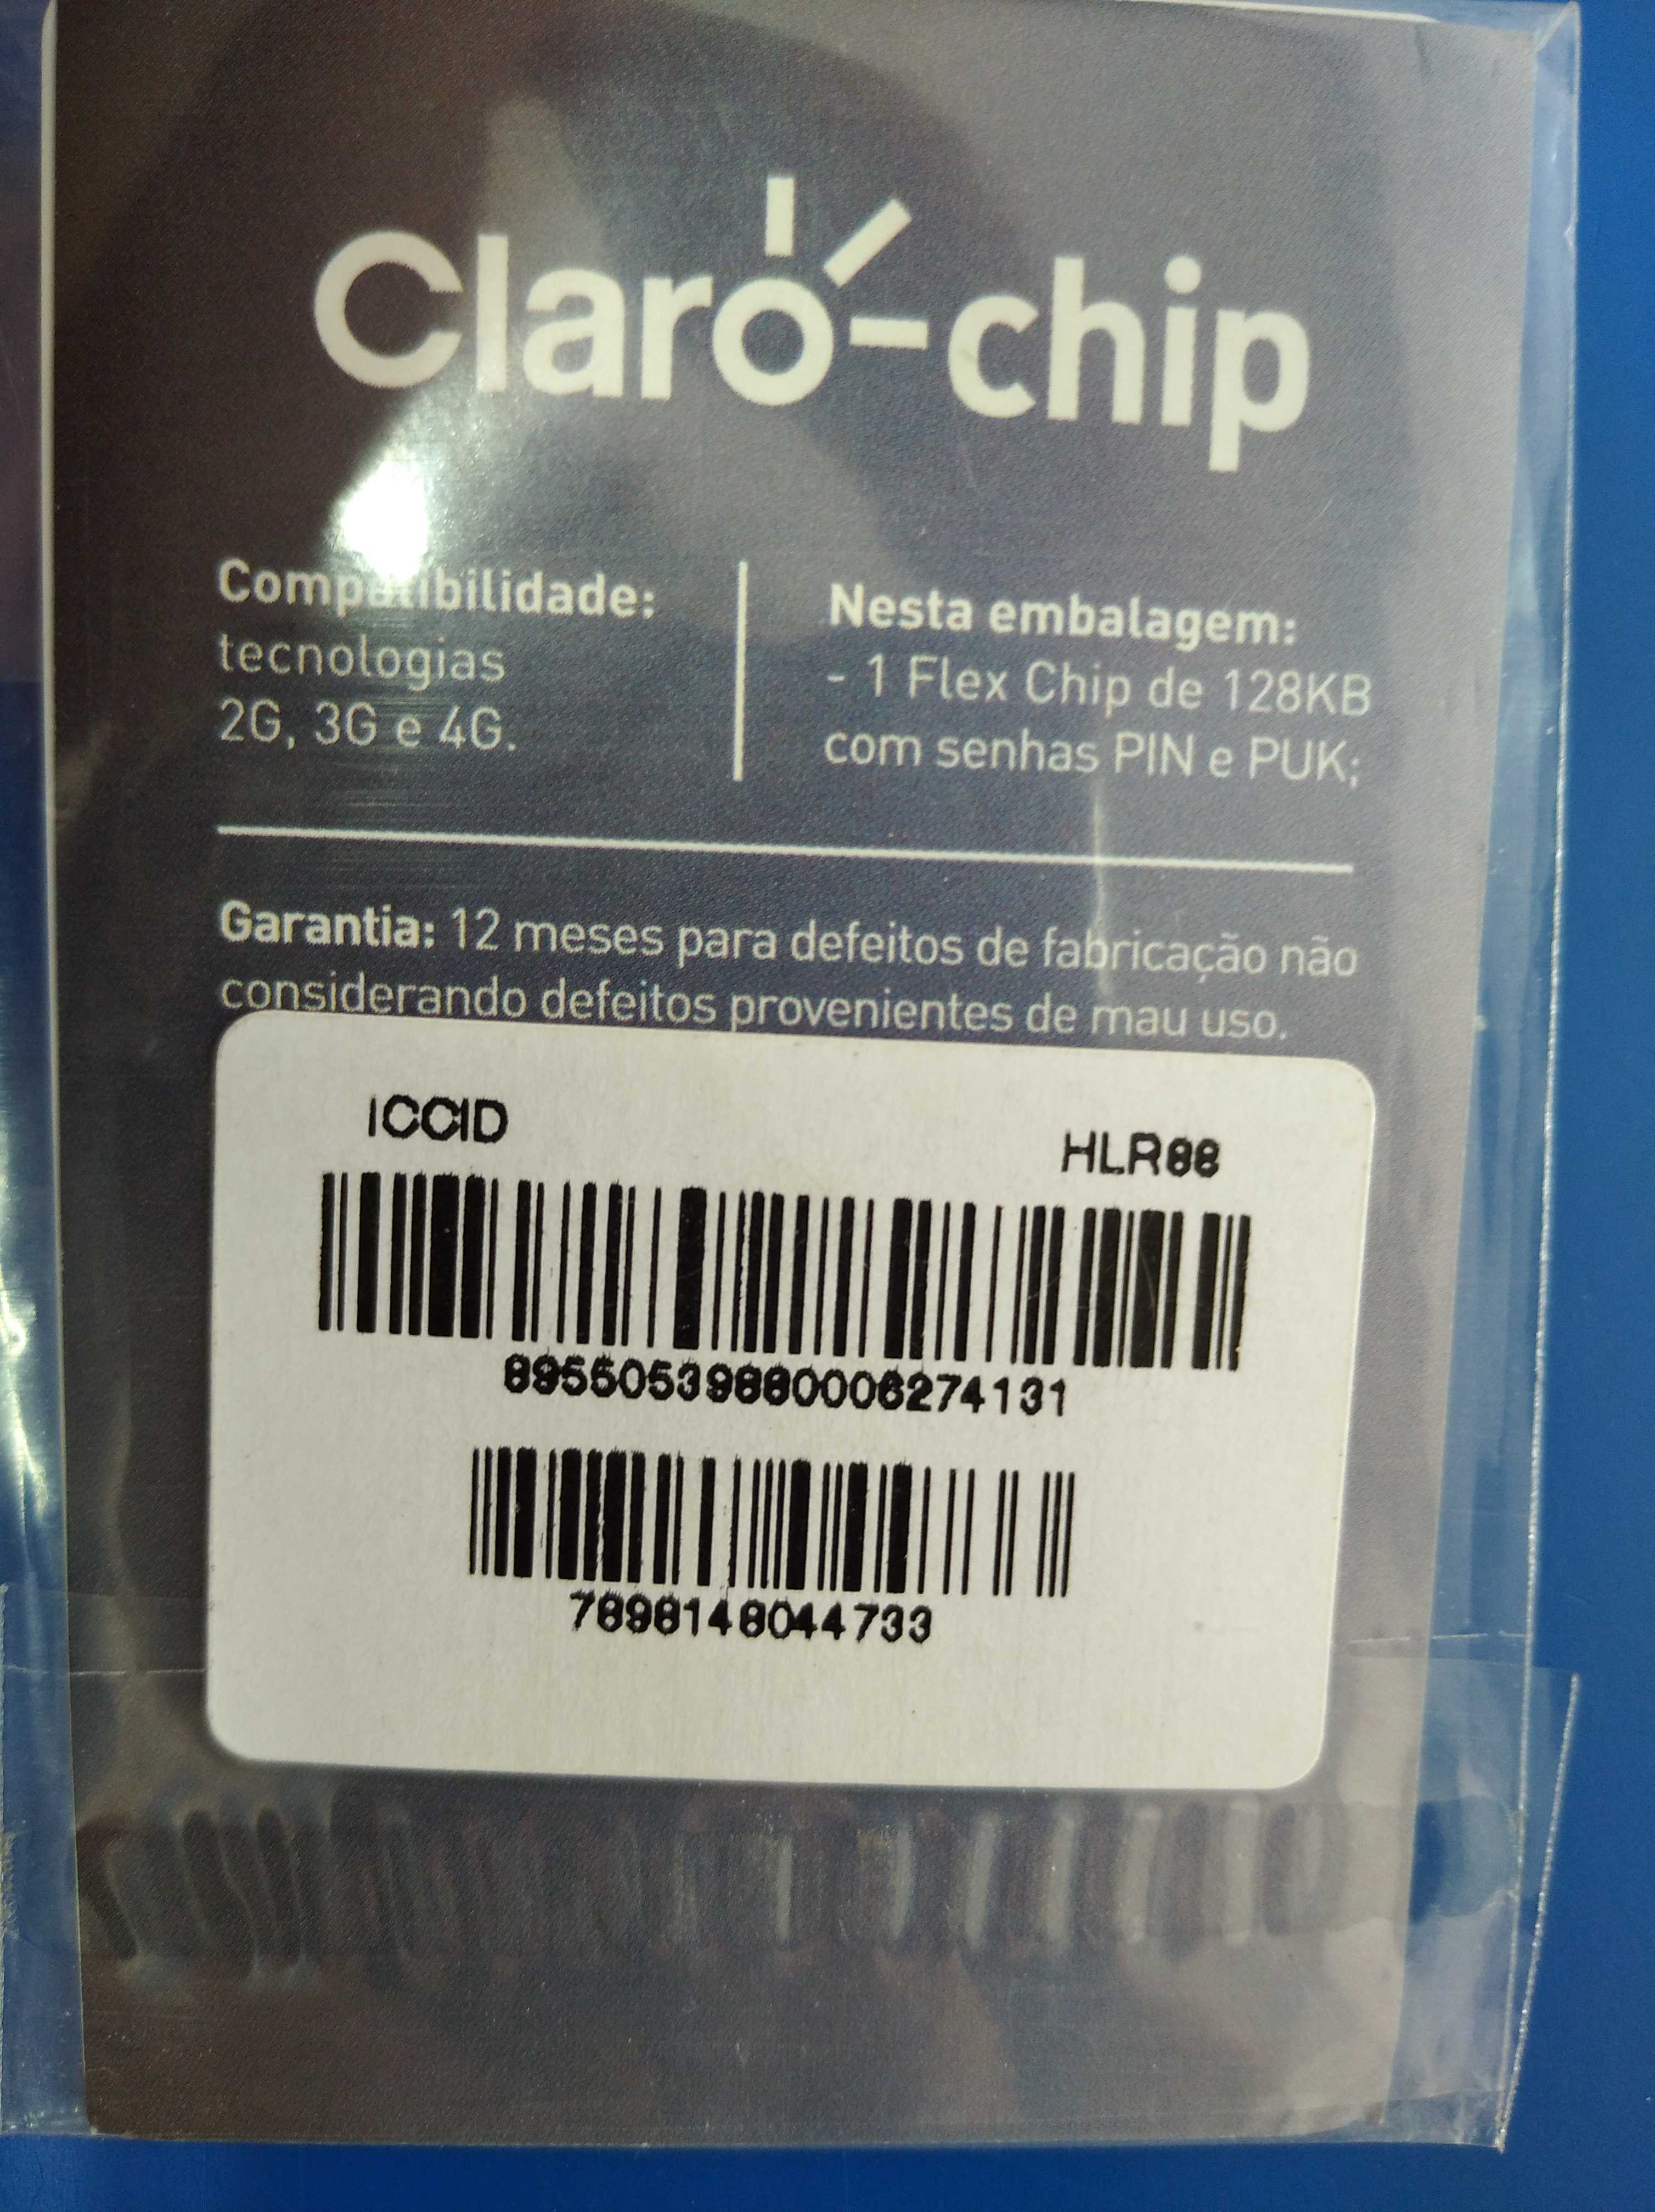 Claro-chip
Compatibilidade:
tecnologias
2G, 3G e 4G.
Nesta embalagem:
- 1 Flex Chip de 128KB
com senhas PIN e PUK;
Garantia: 12 meses para defeitos de fabricação não
considerando defeitos provenientes de mau uso.
ICCID
HLR88
89550539880006274131
7898148044733